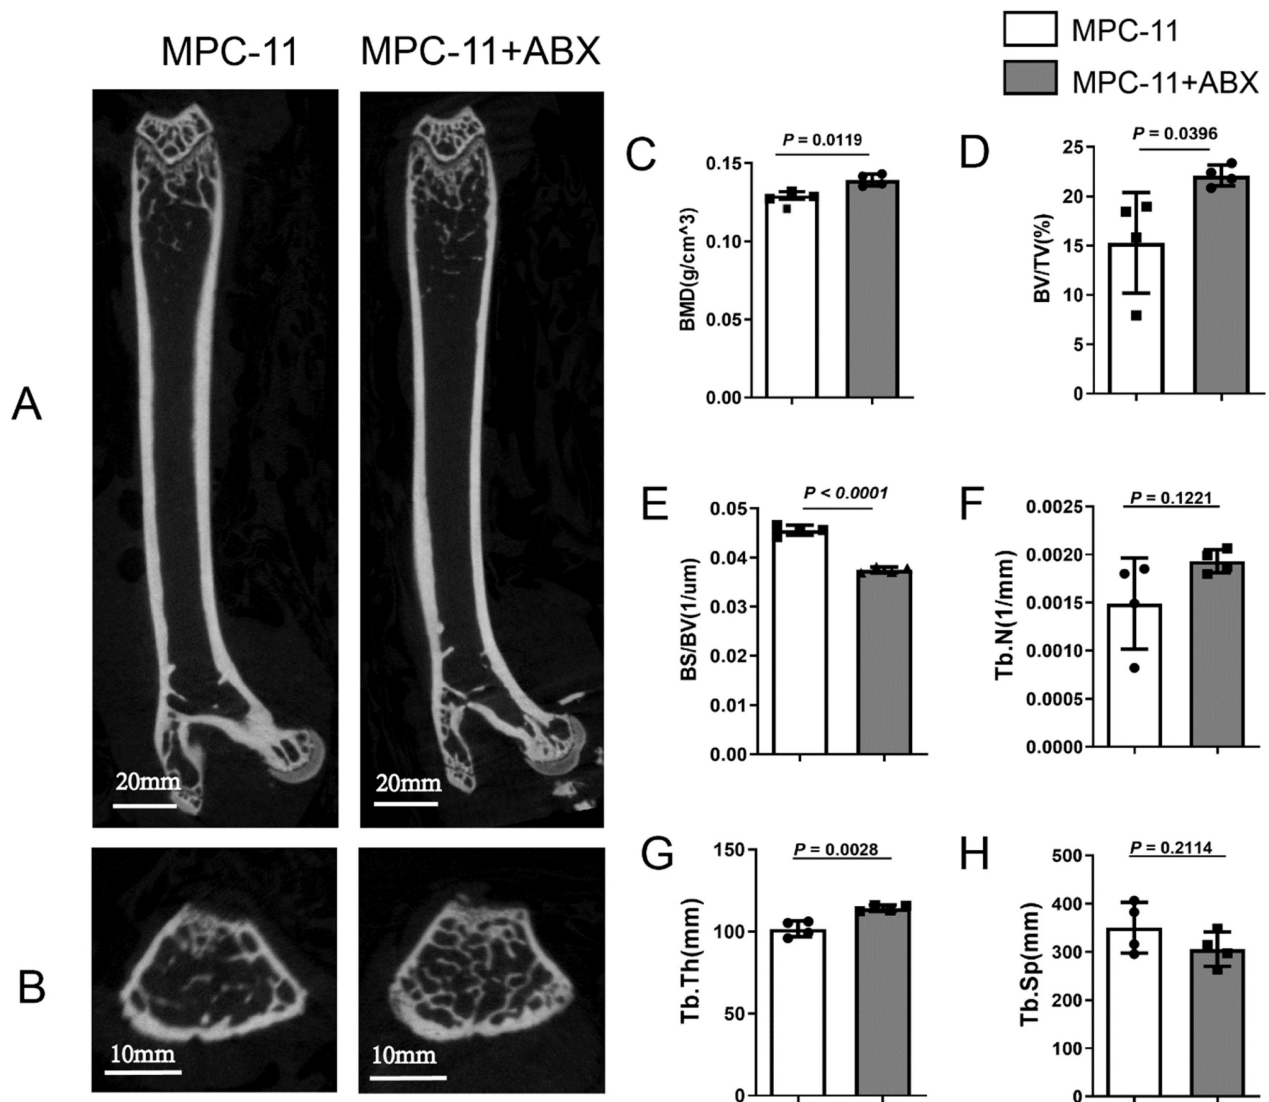 MPC-11
MPC-11+ABX
MPC-11
MPC-11+ABX
A
20mm
20mm
B
10mm
10mm
C
P = 0.0119
BMD(g/cm^3)
0.15
0.10
0.05
0.00
D
P = 0.0396
BV/TV(%)
25
20
15
10
5
0
E
P < 0.0001
BS/BV(1/um)
0.05
0.04
0.03
0.02
0.01
0.00
F
P = 0.1221
Tb.N(1/mm)
0.0025
0.0020
0.0015
0.0010
0.0005
0.0000
G
P = 0.0028
Tb.Th(mm)
150
100
50
0
H
P = 0.2114
Tb.Sp(mm)
500
400
300
200
100
0